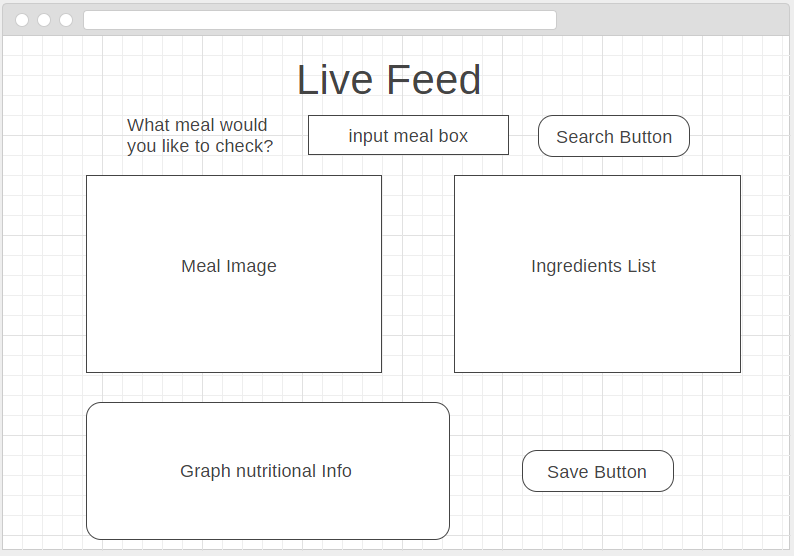 Live Feed
What meal would
you like to check?
input meal box
Search Button
Meal Image
Ingredients List
Graph nutritional Info
Save Button